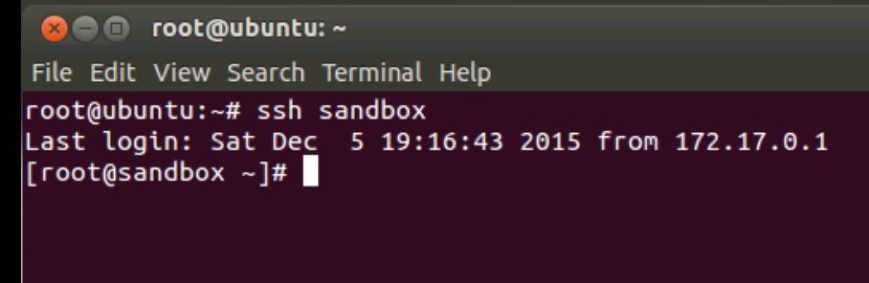 root@ubuntu: ~
File Edit View Search Terminal Help
root@ubuntu:~# ssh sandbox
Last login: Sat Dec  5 19:16:43 2015 from 172.17.0.1
[root@sandbox ~]#